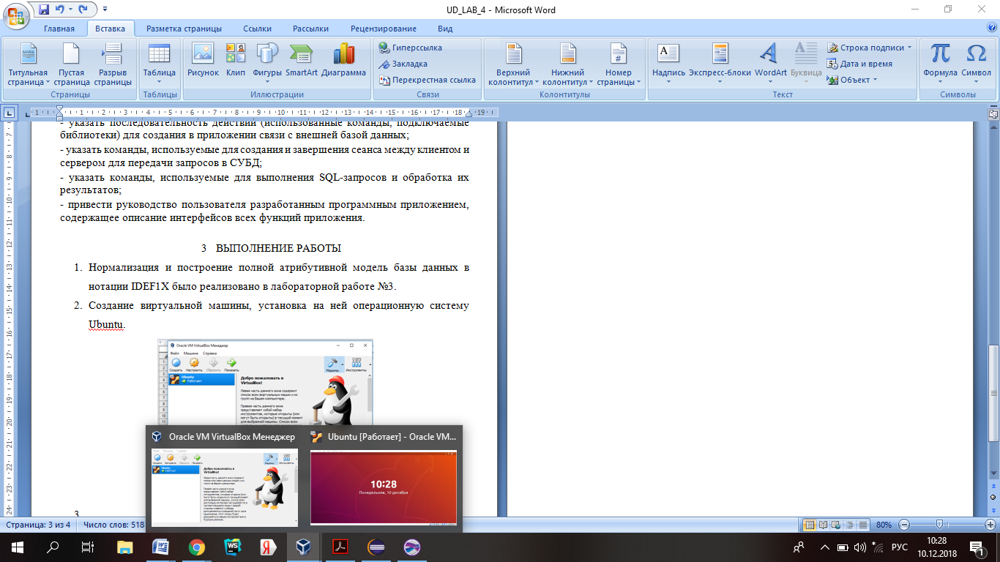 UD_LAB_4 - Microsoft Word
Главная Вставка Разметка страницы Ссылки Рассылки Рецензирование Вид
Титульная страница
Пустая страница
Разрыв страницы
Таблица
Рисунок
Клип
Фигуры
SmartArt
Диаграмма
Гиперссылка
Закладка
Перекрестная ссылка
Верхний колонтитул
Нижний колонтитул
Номер страницы
Надпись
Экспресс-блоки
WordArt
Буквица
Строка подписи
Дата и время
Объект
Формула
Символ
Страницы Таблицы Иллюстрации Связи Колонтитулы Текст Символы
- указать последовательность действий (использованные команды, подключаемые
библиотеки) для создания в приложении связи с внешней базой данных;
- указать команды, используемые для создания и завершения сеанса между клиентом и
сервером для передачи запросов в СУБД;
- указать команды, используемые для выполнения SQL-запросов и обработка их
результатов;
- привести руководство пользователя разработанным программным приложением,
содержащее описание интерфейсов всех функций приложения.
3 ВЫПОЛНЕНИЕ РАБОТЫ
1. Нормализация и построение полной атрибутивной модель базы данных в
нотации IDEF1X было реализовано в лабораторной работе №3.
2. Создание виртуальной машины, установка на ней операционную систему
Ubuntu.
Oracle VM VirtualBox Менеджер
Файл Машина Справка
Создать Настроить Сбросить Показать Машины Инструменты
Ubuntu
Работает
Добро пожаловать в
VirtualBox!
Левая часть данного окна содержит
список всех виртуальных машин и их
групп на Вашем компьютере.
Правая часть данного окна
представляет собой набор
инструментов, которые открыты (или
могут быть открыты) в текущий момент
для выбранной машины. Список всех
Oracle VM VirtualBox Менеджер
Ubuntu [Работает] - Oracle VM...
Добро пожаловать в
VirtualBox!
10:28
Понедельник, 10 декабря
3
Страница: 3 из 4 Число слов: 518 80%
РУС
10:28
10.12.2018
1